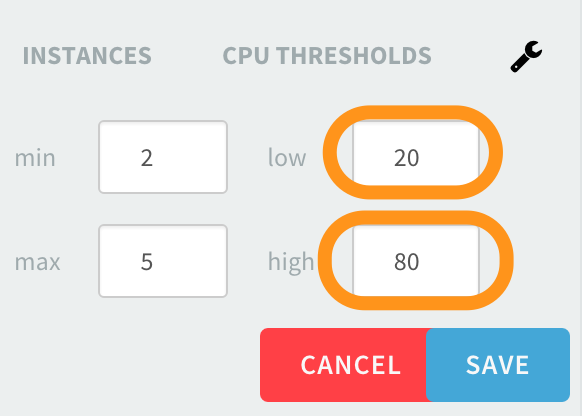 INSTANCES CPU THRESHOLDS
min 2 low 20
max 5 high 80
CANCEL SAVE